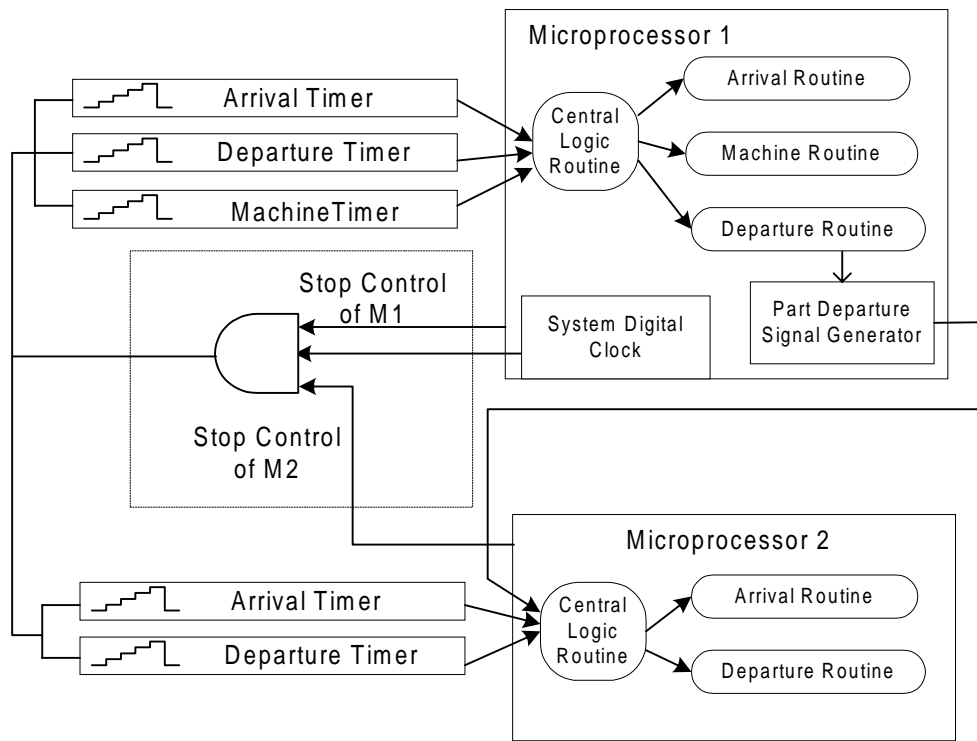 Microprocessor 1
Arrival Timer
Departure Timer
MachineTimer
Central
Logic
Routine
Arrival Routine
Machine Routine
Departure Routine
Part Departure
Signal Generator
System Digital
Clock
Stop Control
of M1
Stop Control
of M2
Microprocessor 2
Arrival Timer
Departure Timer
Central
Logic
Routine
Arrival Routine
Departure Routine